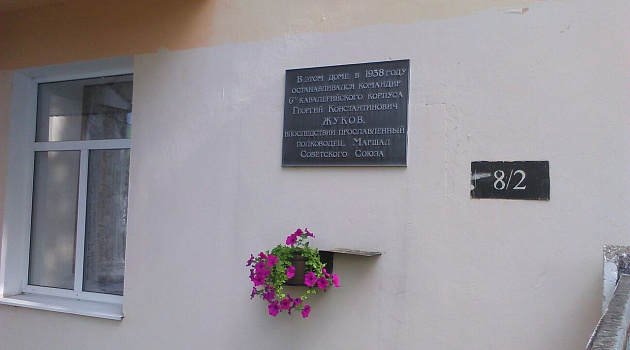 В ЭТОМ ДОМЕ В 1938 ГОДУ
ОСТАНАВЛИВАЛСЯ КОМАНДИР
6ГО КАВАЛЕРИЙСКОГО КОРПУСА
ГЕОРГИЙ КОНСТАНТИНОВИЧ
ЖУКОВ,
ВПОСЛЕДСТВИИ ПРОСЛАВЛЕННЫЙ
ПОЛКОВОДЕЦ, МАРШАЛ
СОВЕТСКОГО СОЮЗА
8/2